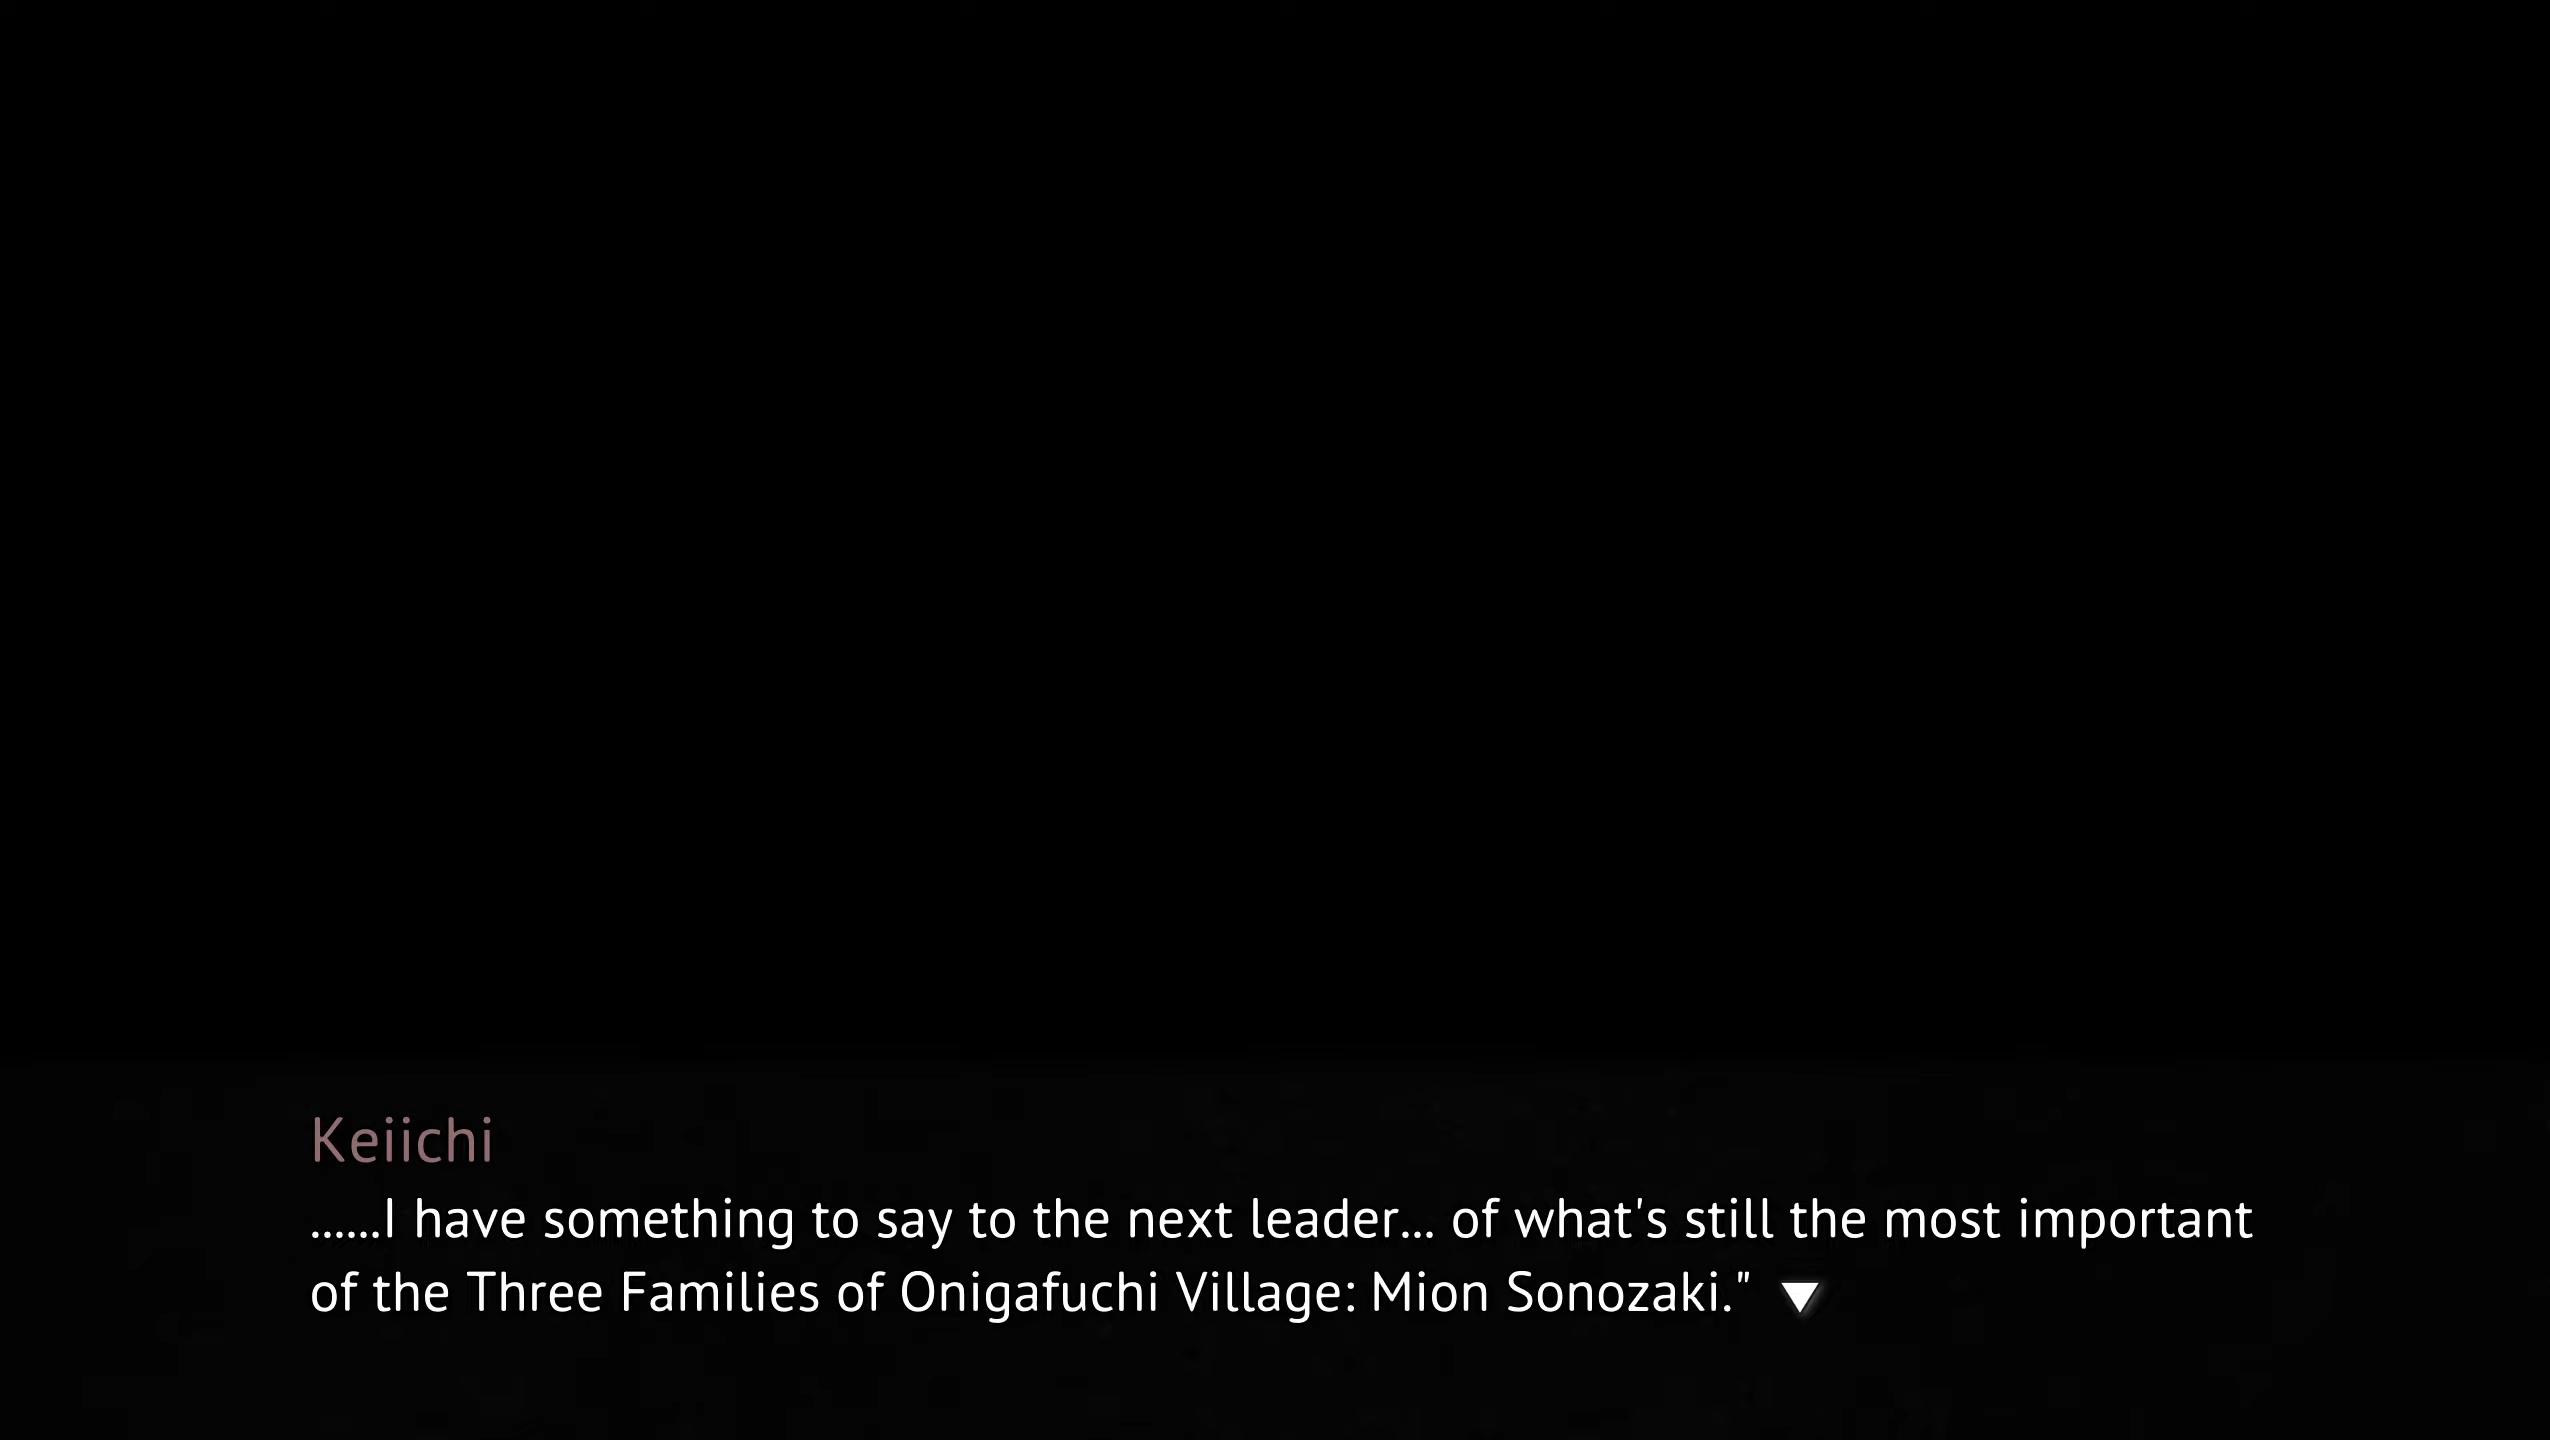 Keiichi
......I have something to say to the next leader... of what's still the most important
of the Three Families of Onigafuchi Village: Mion Sonozaki."